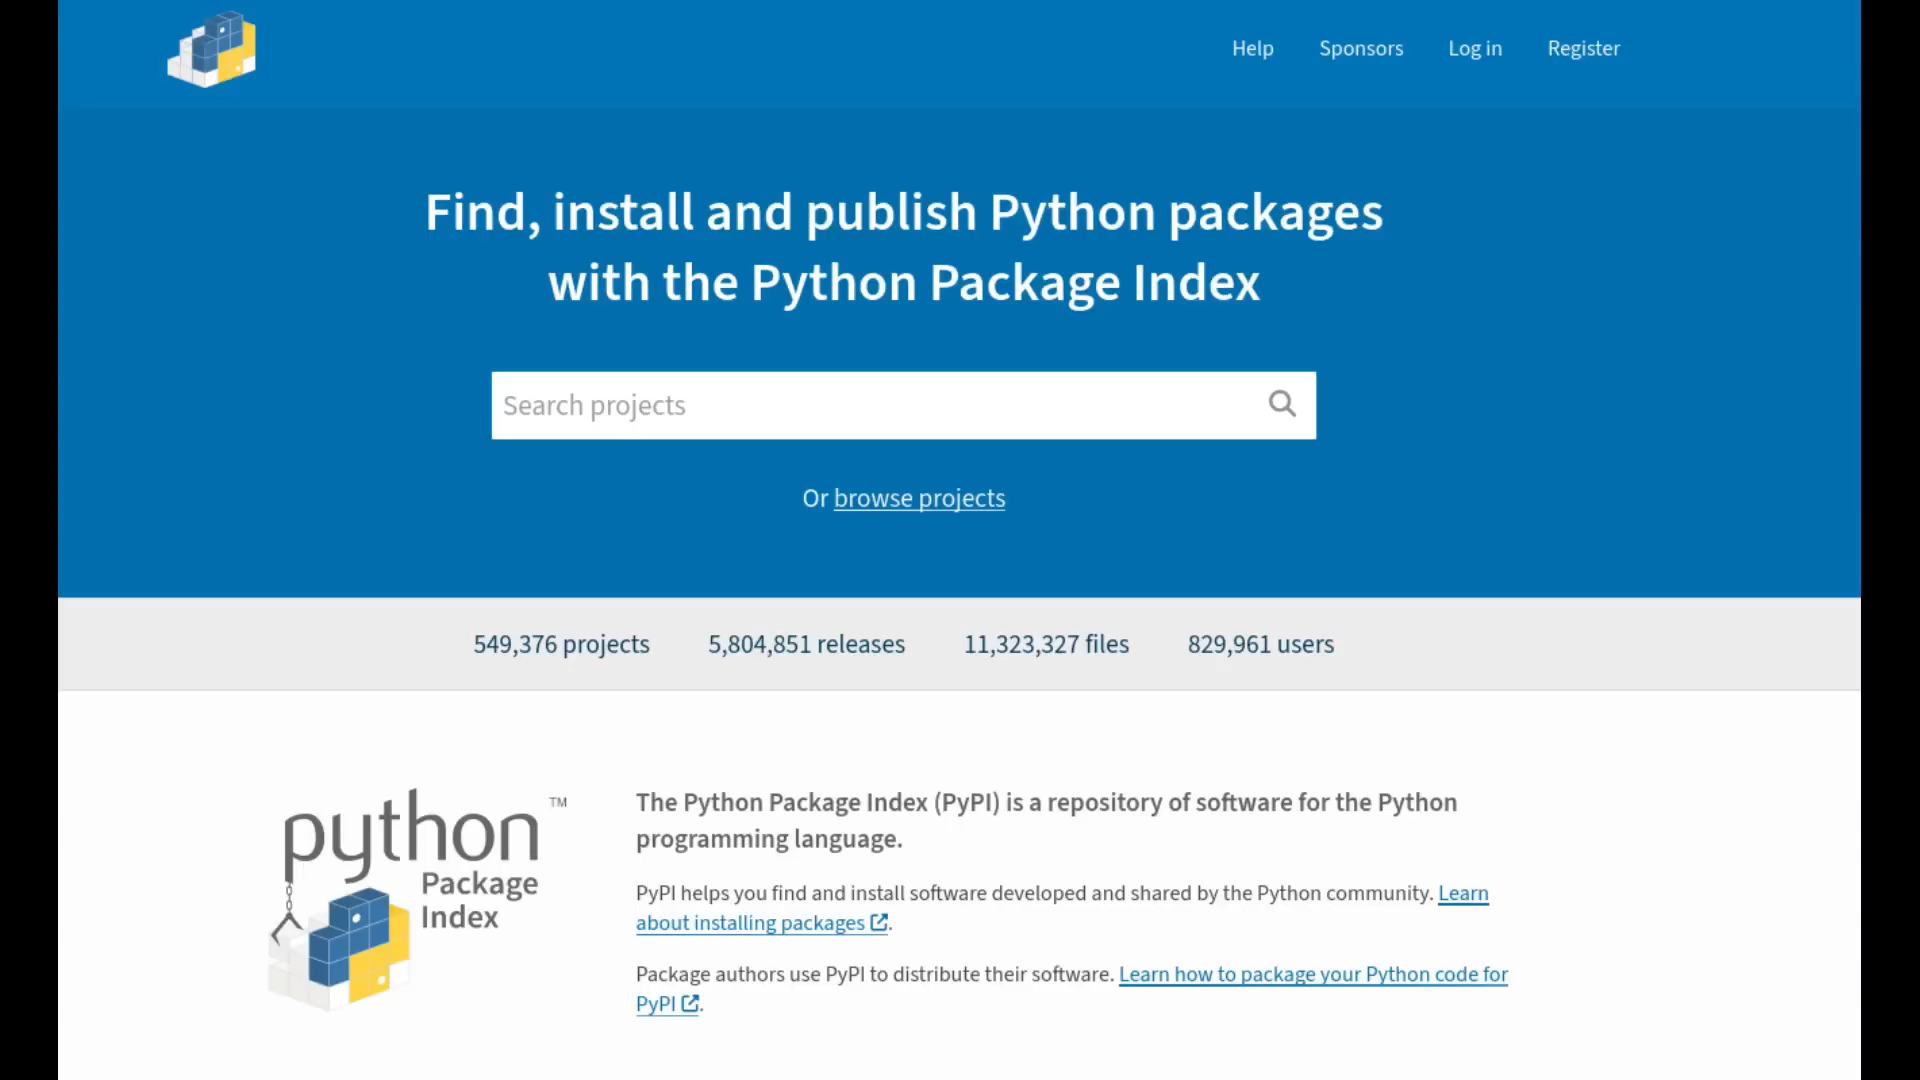 Help Sponsors Log in Register
Find, install and publish Python packages
with the Python Package Index
Search projects
Or browse projects
549,376 projects 5,804,851 releases 11,323,327 files 829,961 users
python ™
Package
Index
The Python Package Index (PyPI) is a repository of software for the Python
programming language.
PyPI helps you find and install software developed and shared by the Python community. Learn
about installing packages.
Package authors use PyPI to distribute their software. Learn how to package your Python code for
PyPI.